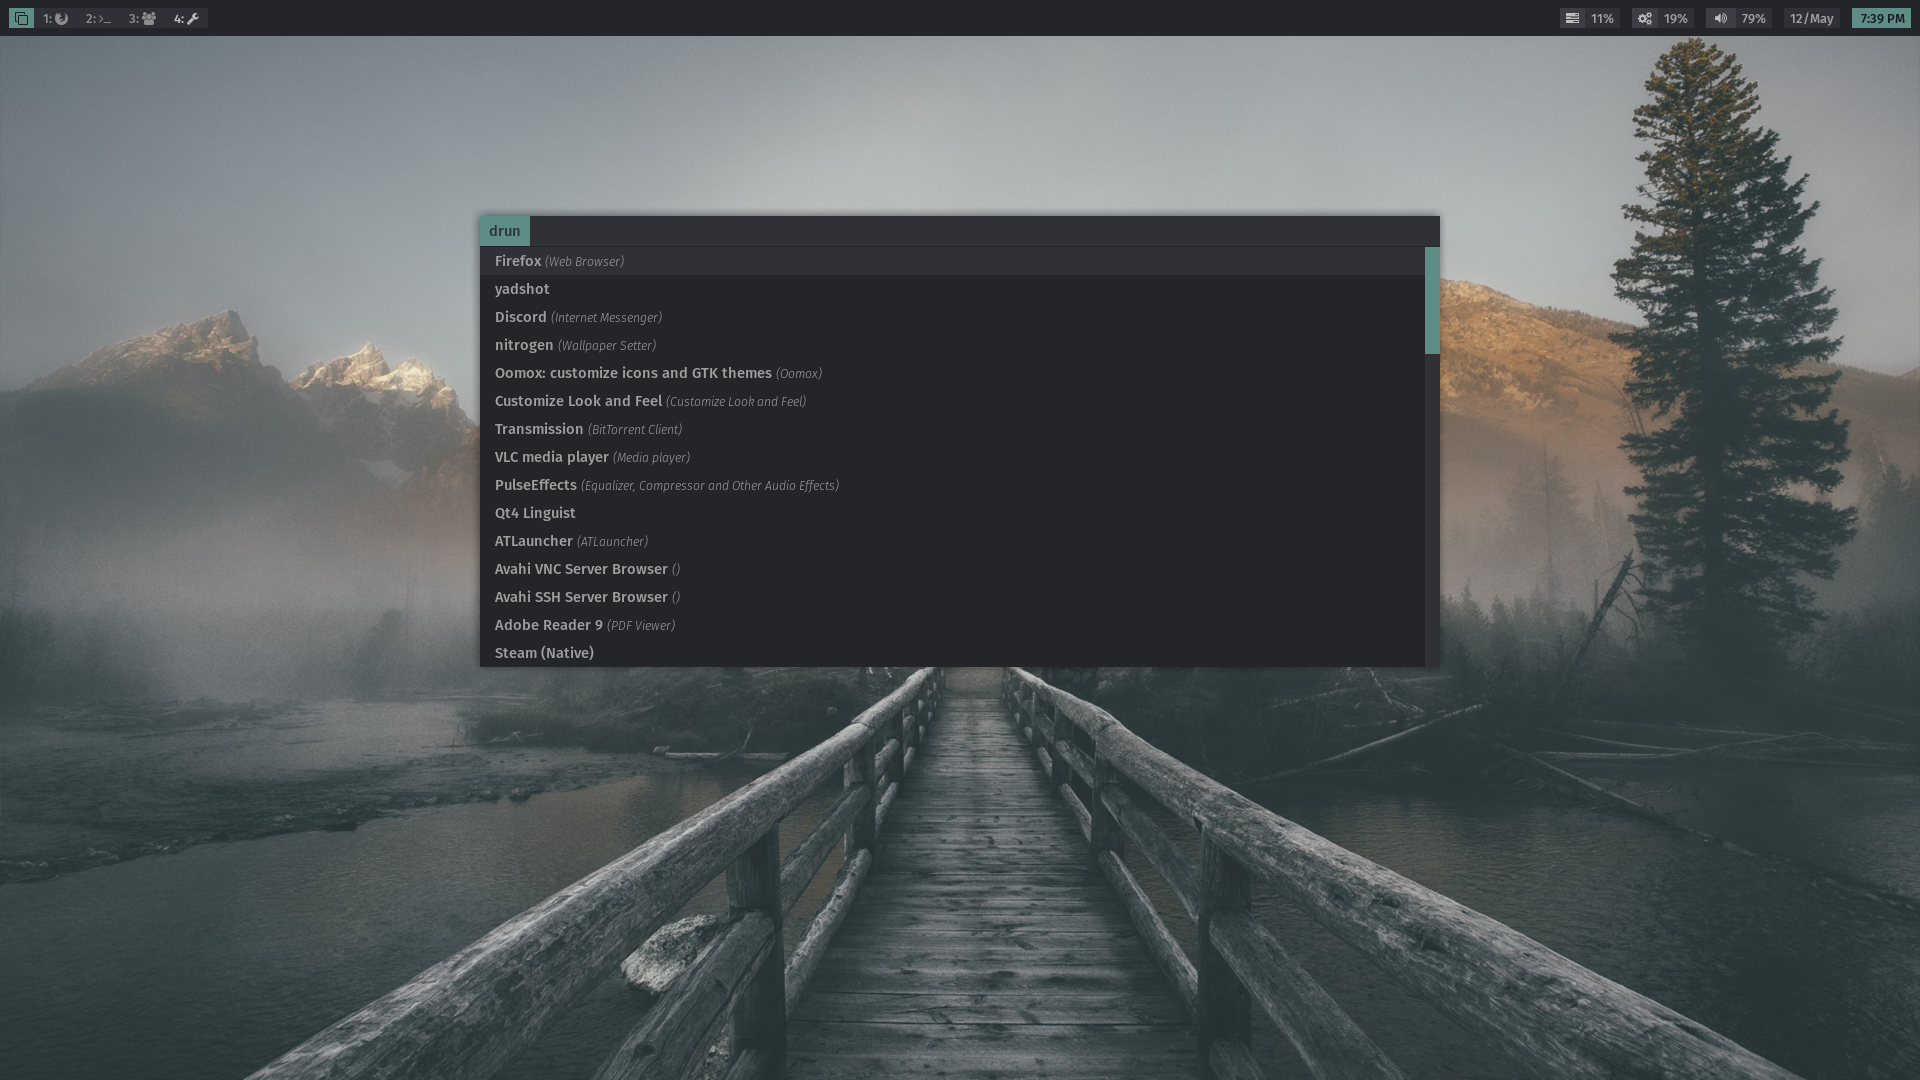 1: 2: 3: 4: 11% 19% 79% 12/May 7:39 PM
drun
Firefox (Web Browser)
yadshot
Discord (Internet Messenger)
nitrogen (Wallpaper Setter)
Oomox: customize icons and GTK themes (Oomox)
Customize Look and Feel (Customize Look and Feel)
Transmission (BitTorrent Client)
VLC media player (Media player)
PulseEffects (Equalizer, Compressor and Other Audio Effects)
Qt4 Linguist
ATLauncher (ATLauncher)
Avahi VNC Server Browser ()
Avahi SSH Server Browser ()
Adobe Reader 9 (PDF Viewer)
Steam (Native)